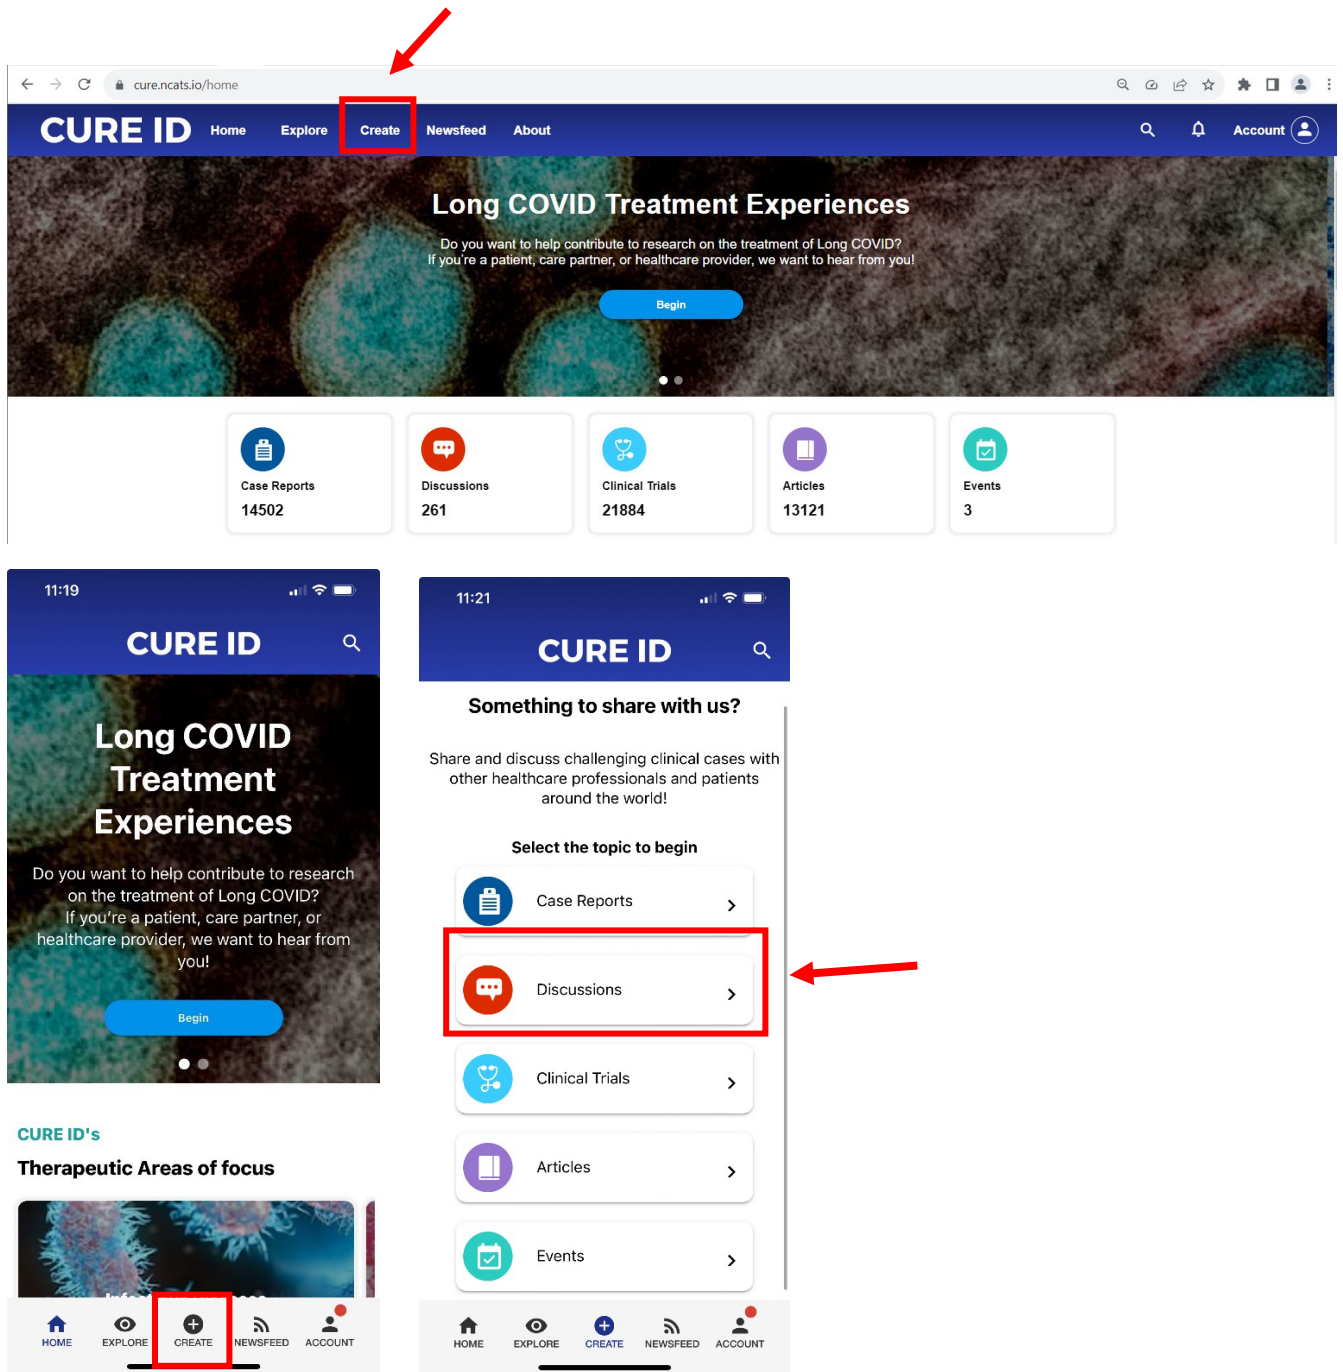 cure.ncats.io/home
CURE ID Home Explore Create Newsfeed About Account
Long COVID Treatment Experiences
Do you want to help contribute to research on the treatment of Long COVID?
If you're a patient, care partner, or healthcare provider, we want to hear from you!
Begin
Case Reports
14502
Discussions
261
Clinical Trials
21884
Articles
13121
Events
3
11:19
CURE ID
Long COVID
Treatment
Experiences
Do you want to help contribute to research
on the treatment of Long COVID?
If you're a patient, care partner, or
healthcare provider, we want to hear from
you!
Begin
CURE ID's
Therapeutic Areas of focus
HOME EXPLORE CREATE NEWSFEED ACCOUNT
11:21
CURE ID
Something to share with us?
Share and discuss challenging clinical cases with
other healthcare professionals and patients
around the world!
Select the topic to begin
Case Reports
Discussions
Clinical Trials
Articles
Events
HOME EXPLORE CREATE NEWSFEED ACCOUNT